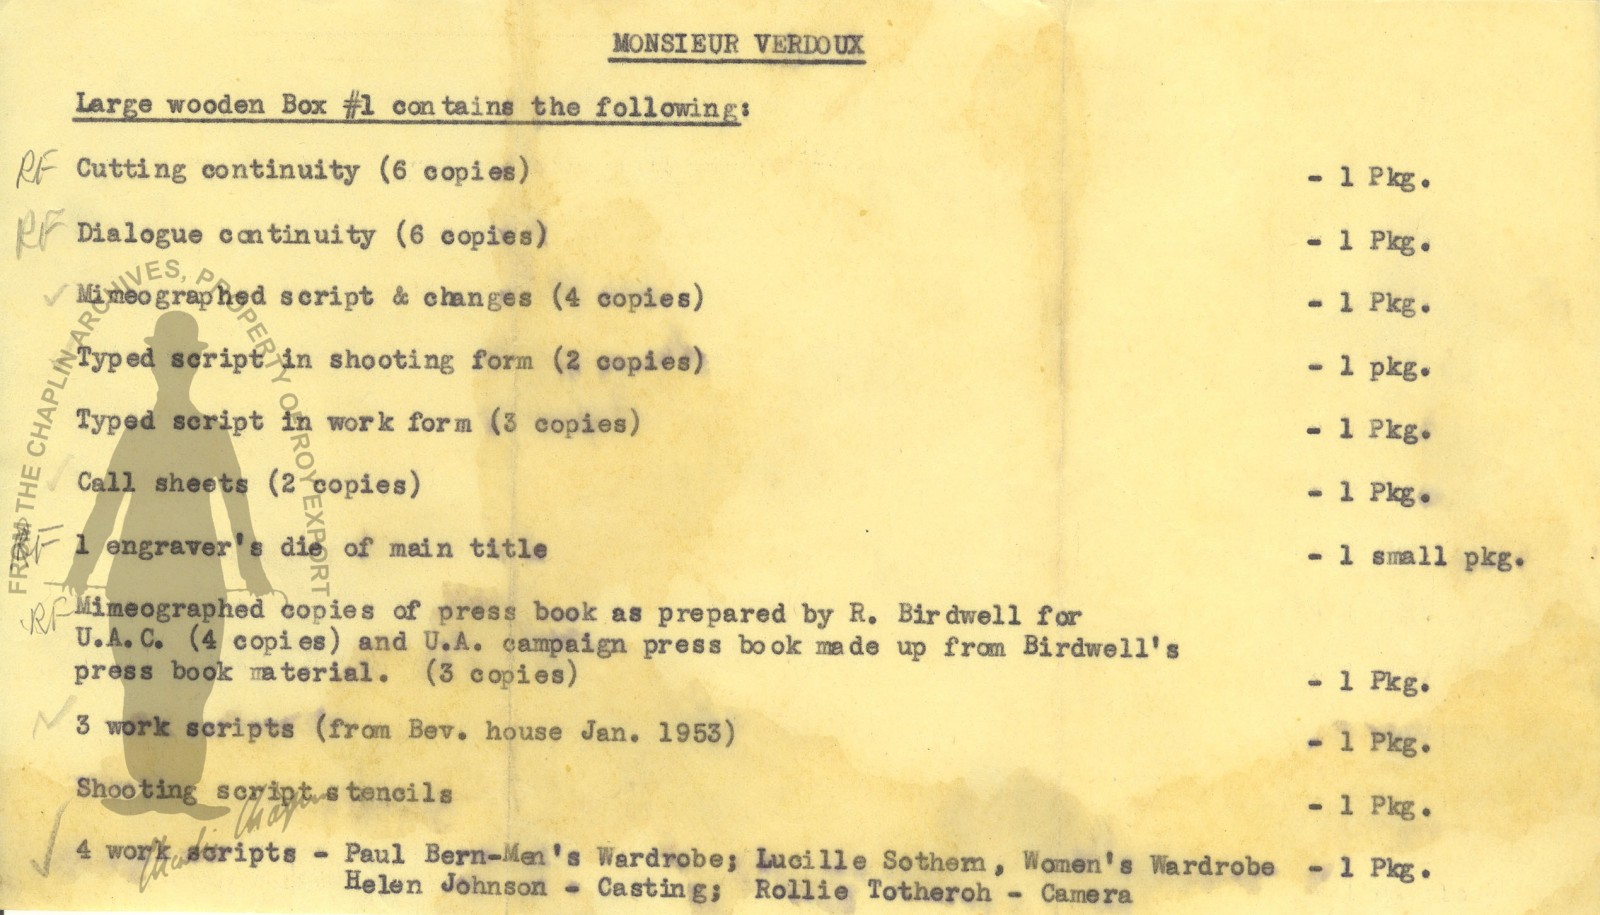 MONSIEUR VERDOUX
Large wooden Box #1 contains the following:
RF Cutting continuity (6 copies) - 1 Pkg.
RF Dialogue continuity (6 copies) - 1 Pkg.
Mimeographed script & changes (4 copies) - 1 Pkg.
Typed script in shooting form (2 copies) - 1 pkg.
Typed script in work form (3 copies) - 1 Pkg.
Call sheets (2 copies) - 1 Pkg.
1 engraver's die of main title - 1 small pkg.
RF Mimeographed copies of press book as prepared by R. Birdwell for
U.A.C. (4 copies) and U.A. campaign press book made up from Birdwell's
press book material. (3 copies) - 1 Pkg.
3 work scripts (from Bev. house Jan. 1953) - 1 Pkg.
Shooting script stencils - 1 Pkg.
4 work scripts - Paul Bern-Men's Wardrobe; Lucille Sothern, Women's Wardrobe - 1 Pkg.
Helen Johnson - Casting; Rollie Totheroh - Camera
FROM THE CHAPLIN ARCHIVES, PROPERTY OF ROY EXPORT
Charlie Chaplin